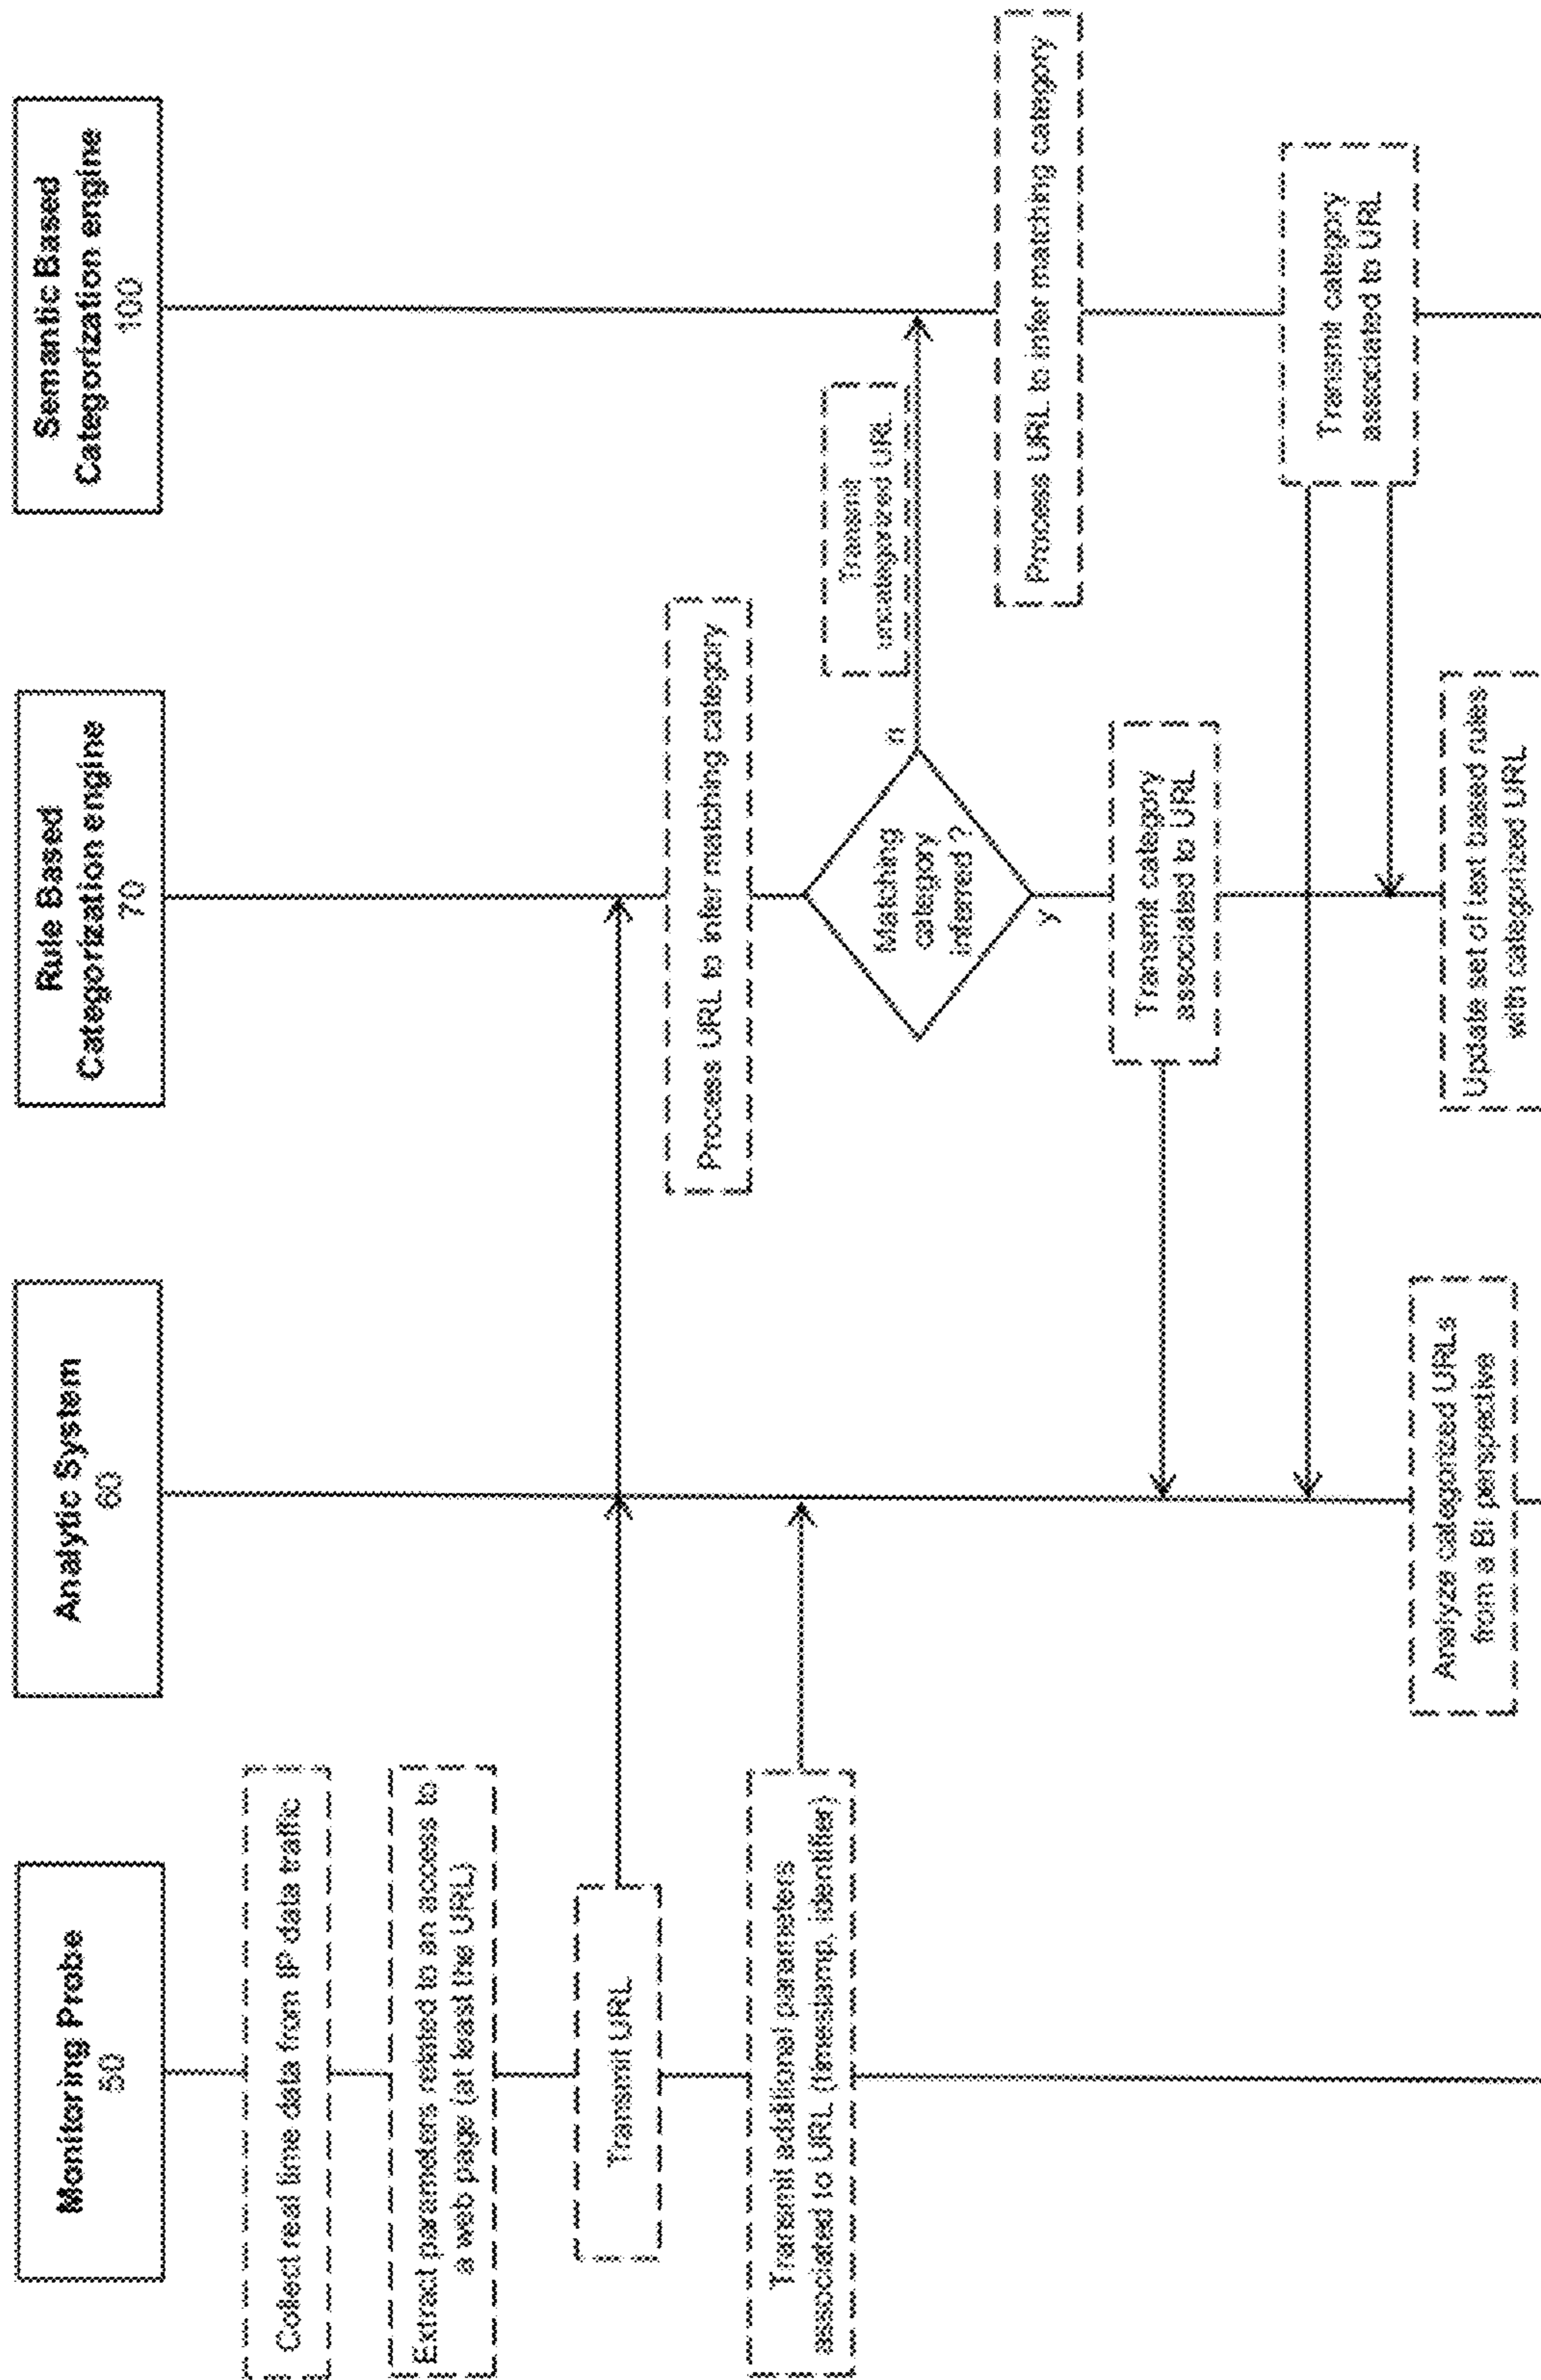 Monitoring Probe
50
Analytic System
60
Rule Based
Categorization engine
70
Semantic Based
Categorization engine
100
Collect real time data from IP data traffic
Extract parameters related to an access to
a web page (at least the URL)
Transmit URL
Process URL to infer matching category
Transmit additional parameters
associated to URL (timestamp, identifier)
Matching
category
inferred ?
n
y
Transmit
uncategorized URL
Process URL to infer matching category
Transmit category
associated to URL
Transmit category
associated to URL
Analyze categorized URLs
from a BI perspective
Update set of text based rules
with categorized URL